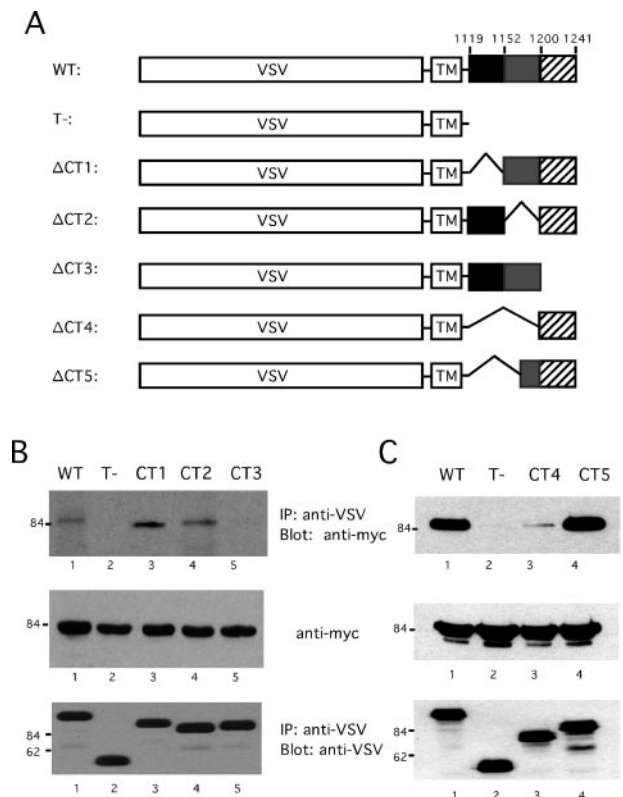 A
1119 1152 1200 1241
WT: VSV TM
T-: VSV TM
ΔCT1: VSV TM
ΔCT2: VSV TM
ΔCT3: VSV TM
ΔCT4: VSV TM
ΔCT5: VSV TM
B
WT T- CT1 CT2 CT3
84
1 2 3 4 5
IP: anti-VSV
Blot: anti-myc
84
1 2 3 4 5
anti-myc
84
62
1 2 3 4 5
IP: anti-VSV
Blot: anti-VSV
C
WT T- CT4 CT5
84
1 2 3 4
84
1 2 3 4
84
62
1 2 3 4